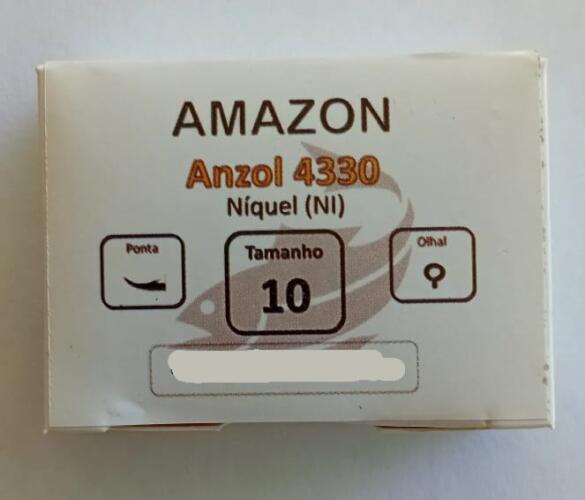 AMAZON
Anzol 4330
Níquel (NI)
Ponta
Tamanho
10
Olhal